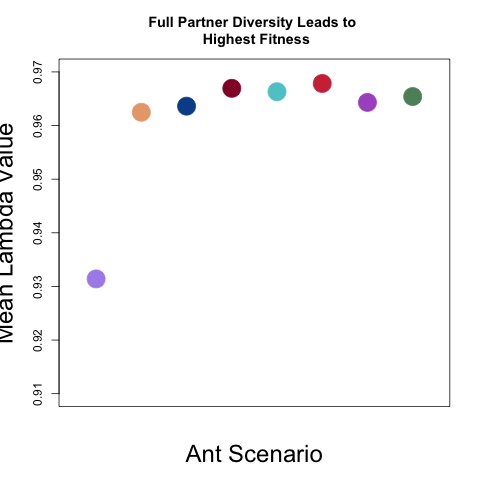 Full Partner Diversity Leads to
Highest Fitness
Mean Lambda Value
0.97
0.96
0.95
0.94
0.93
0.92
0.91
Ant Scenario